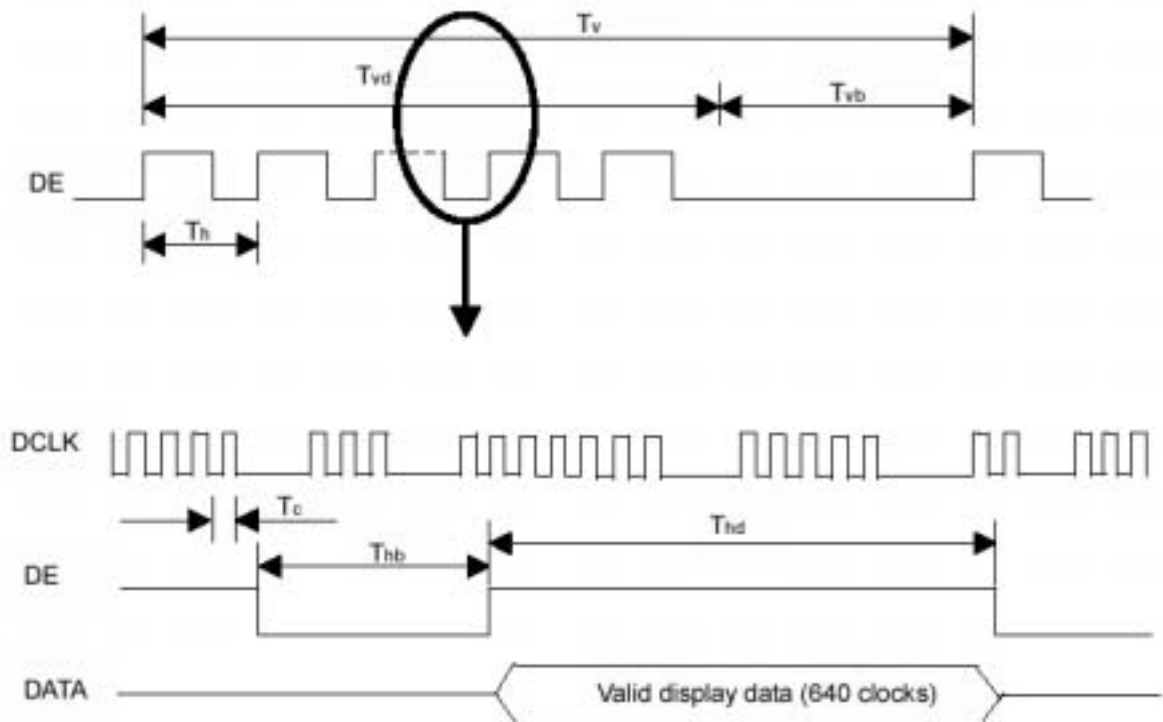 Tv
Tvd
Tvb
DE
Th
DCLK
Tc
Thd
Thb
DE
DATA
Valid display data (640 clocks)